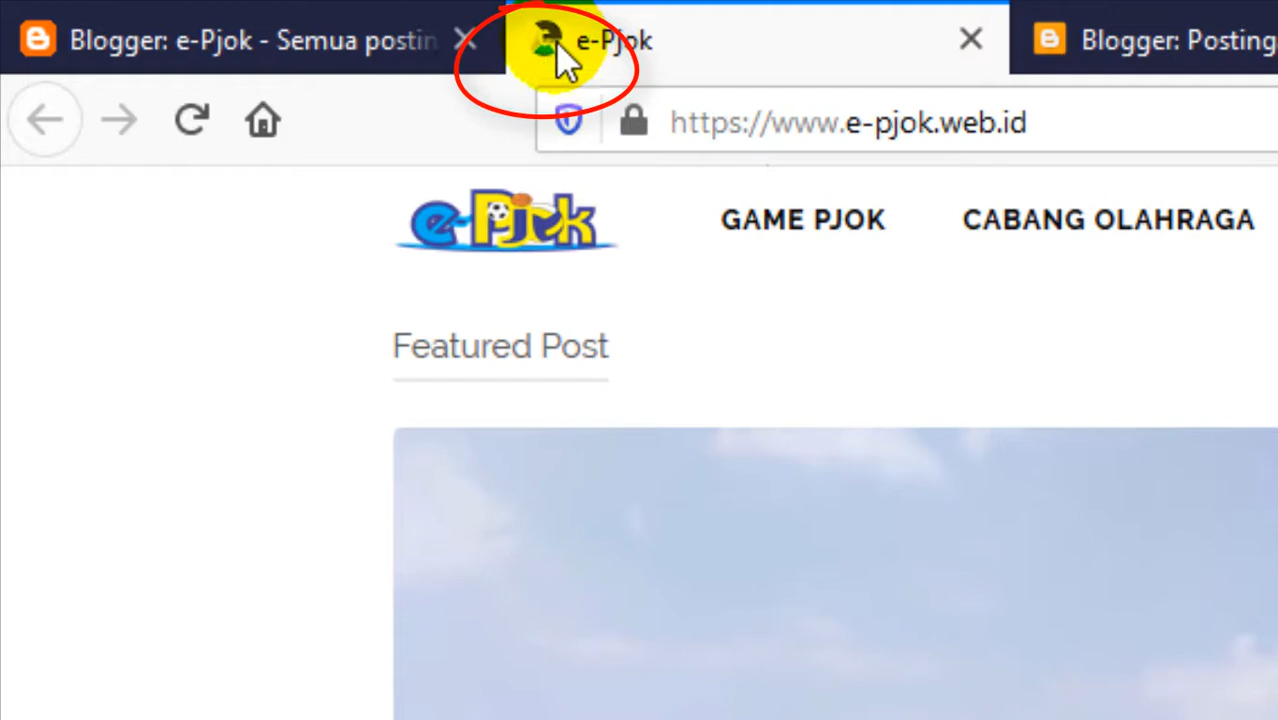 Blogger: e-Pjok - Semua postin
e-Pjok
Blogger: Posting
https://www.e-pjok.web.id
e-Pjok
GAME PJOK
CABANG OLAHRAGA
Featured Post